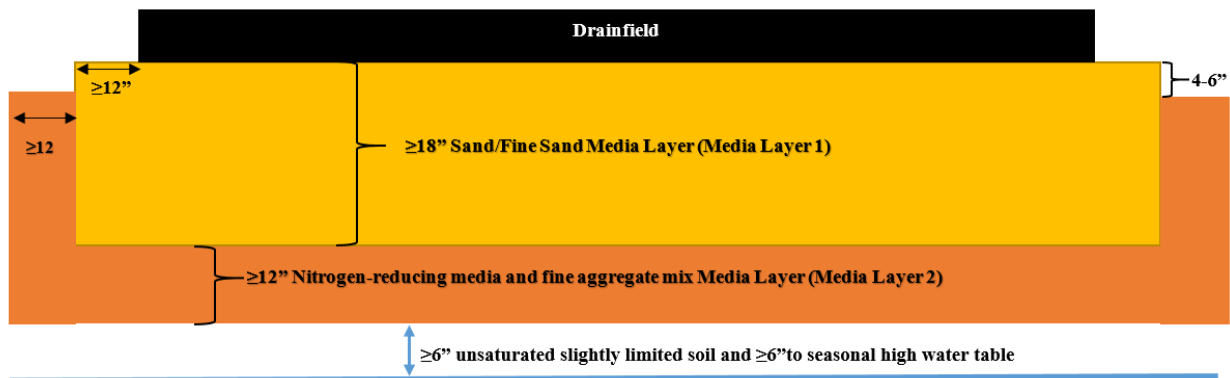 Drainfield
≥12”
4-6”
≥12
≥18” Sand/Fine Sand Media Layer (Media Layer 1)
≥12” Nitrogen-reducing media and fine aggregate mix Media Layer (Media Layer 2)
≥6” unsaturated slightly limited soil and ≥6”to seasonal high water table